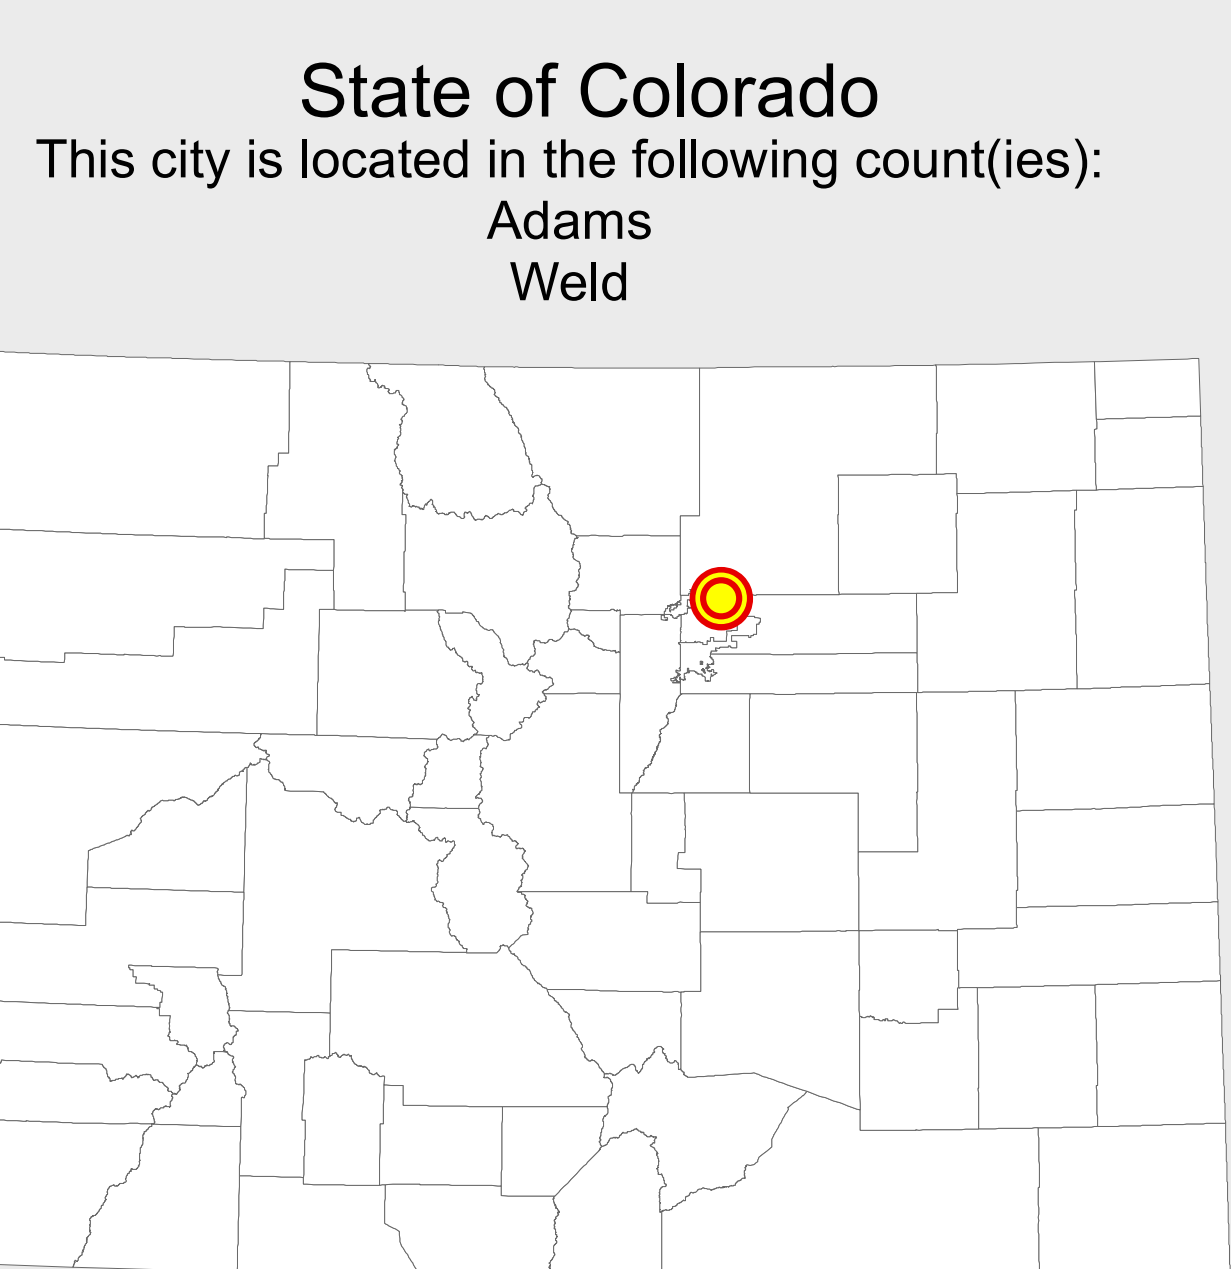 State of Colorado
This city is located in the following count(ies):
Adams
Weld